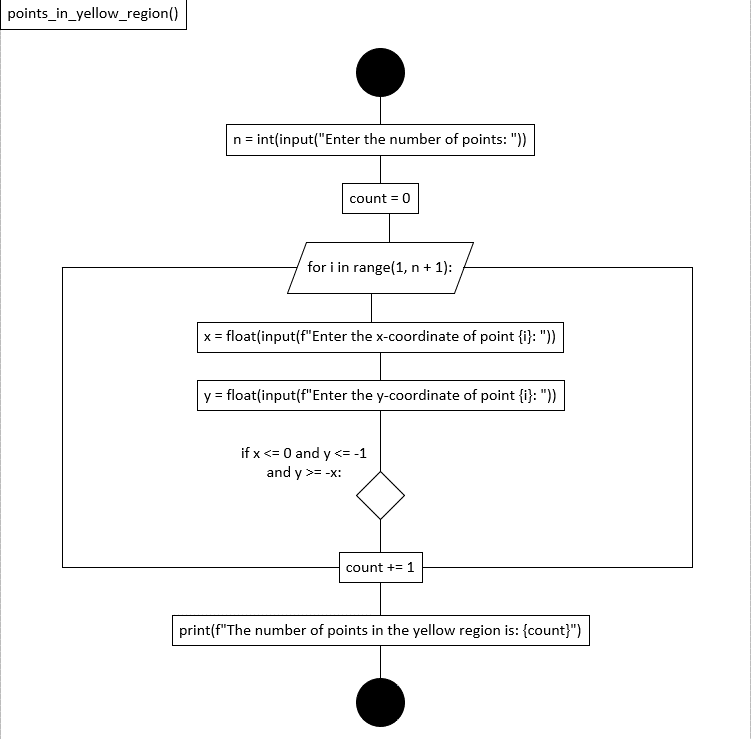 points_in_yellow_region()
n = int(input("Enter the number of points: "))
count = 0
for i in range(1, n + 1):
x = float(input(f"Enter the x-coordinate of point {i}: "))
y = float(input(f"Enter the y-coordinate of point {i}: "))
if x <= 0 and y <= -1
and y >= -x:
count += 1
print(f"The number of points in the yellow region is: {count}")